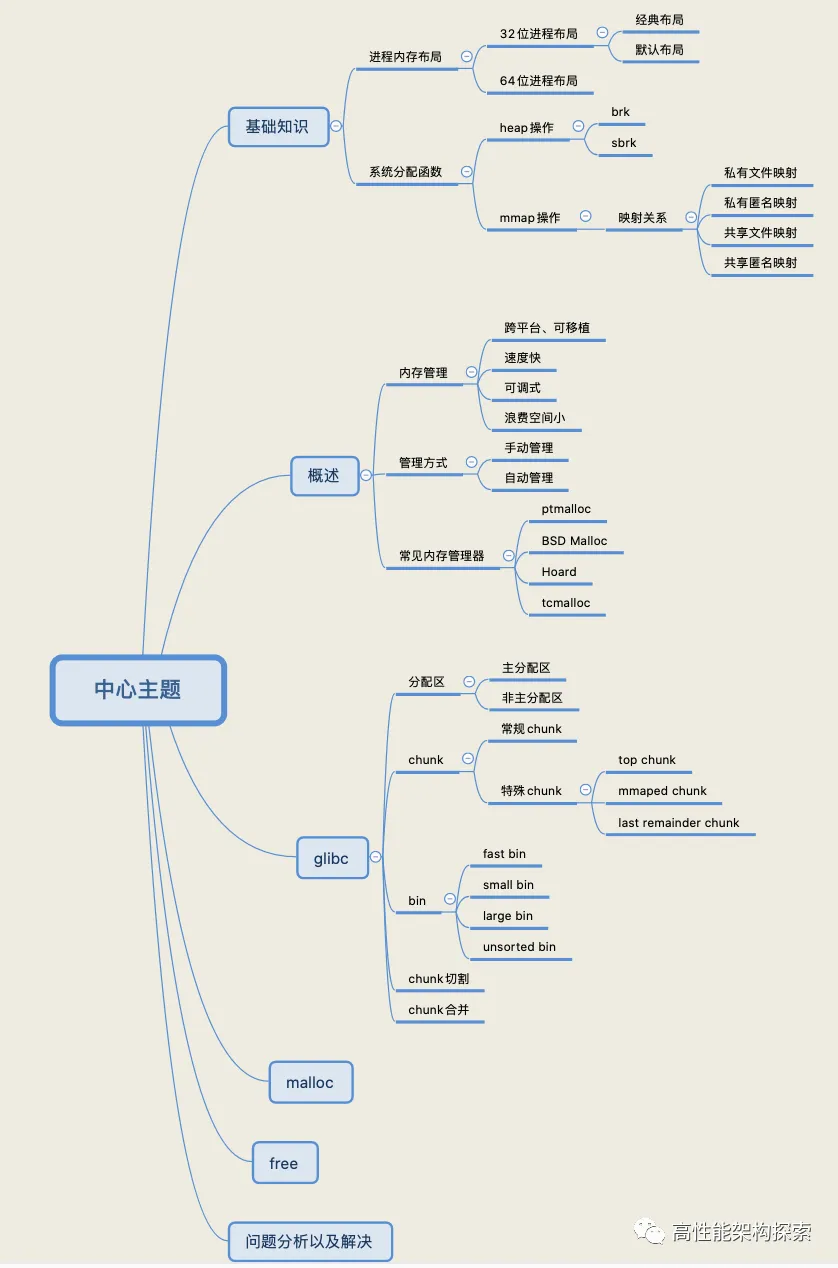 中心主题
基础知识
进程内存布局
32位进程布局
经典布局
默认布局
64位进程布局
系统分配函数
heap操作
brk
sbrk
mmap操作
映射关系
私有文件映射
私有匿名映射
共享文件映射
共享匿名映射
概述
内存管理
跨平台、可移植
速度快
可调式
浪费空间小
管理方式
手动管理
自动管理
常见内存管理器
ptmalloc
BSD Malloc
Hoard
tcmalloc
glibc
分配区
主分配区
非主分配区
chunk
常规chunk
特殊chunk
top chunk
mmaped chunk
last remainder chunk
bin
fast bin
small bin
large bin
unsorted bin
chunk切割
chunk合并
malloc
free
问题分析以及解决
高性能架构探索